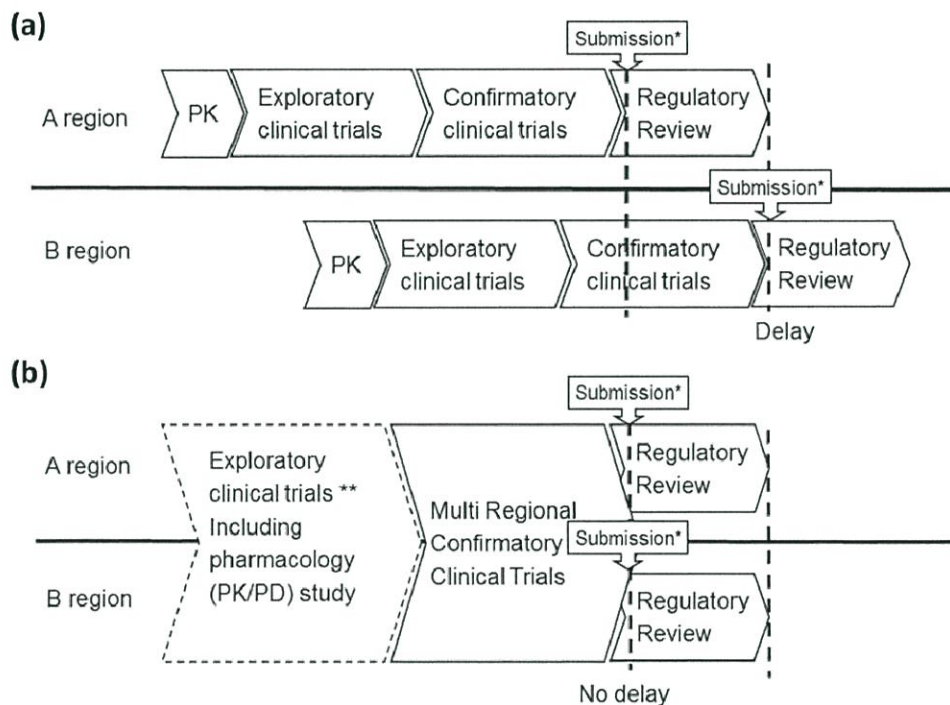 (a)
Submission*
A region
PK
Exploratory
clinical trials
Confirmatory
clinical trials
Regulatory
Review
Submission*
B region
PK
Exploratory
clinical trials
Confirmatory
clinical trials
Regulatory
Review
Delay
(b)
Submission*
A region
Exploratory
clinical trials **
Including
pharmacology
(PK/PD) study
Multi Regional
Confirmatory
Clinical Trials
Regulatory
Review
Submission*
B region
Regulatory
Review
No delay